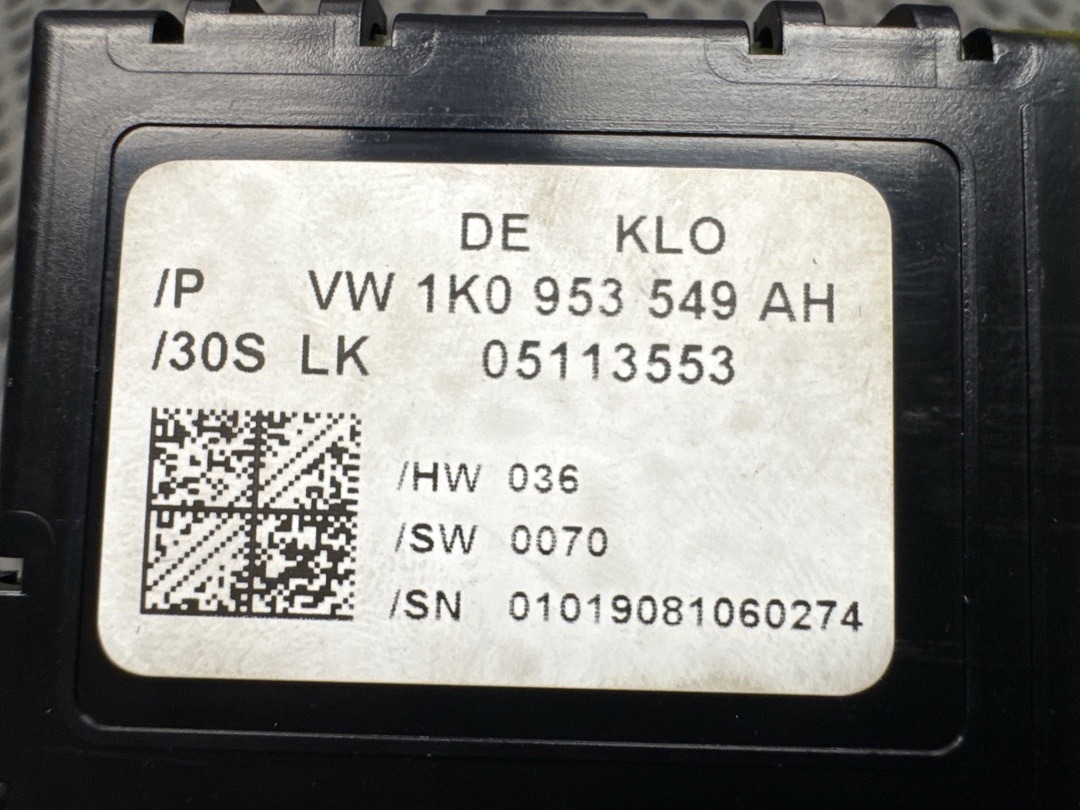 DE KLO
/P VW 1K0 953 549 AH
/30S LK 05113553
/HW 036
/SW 0070
/SN 01019081060274